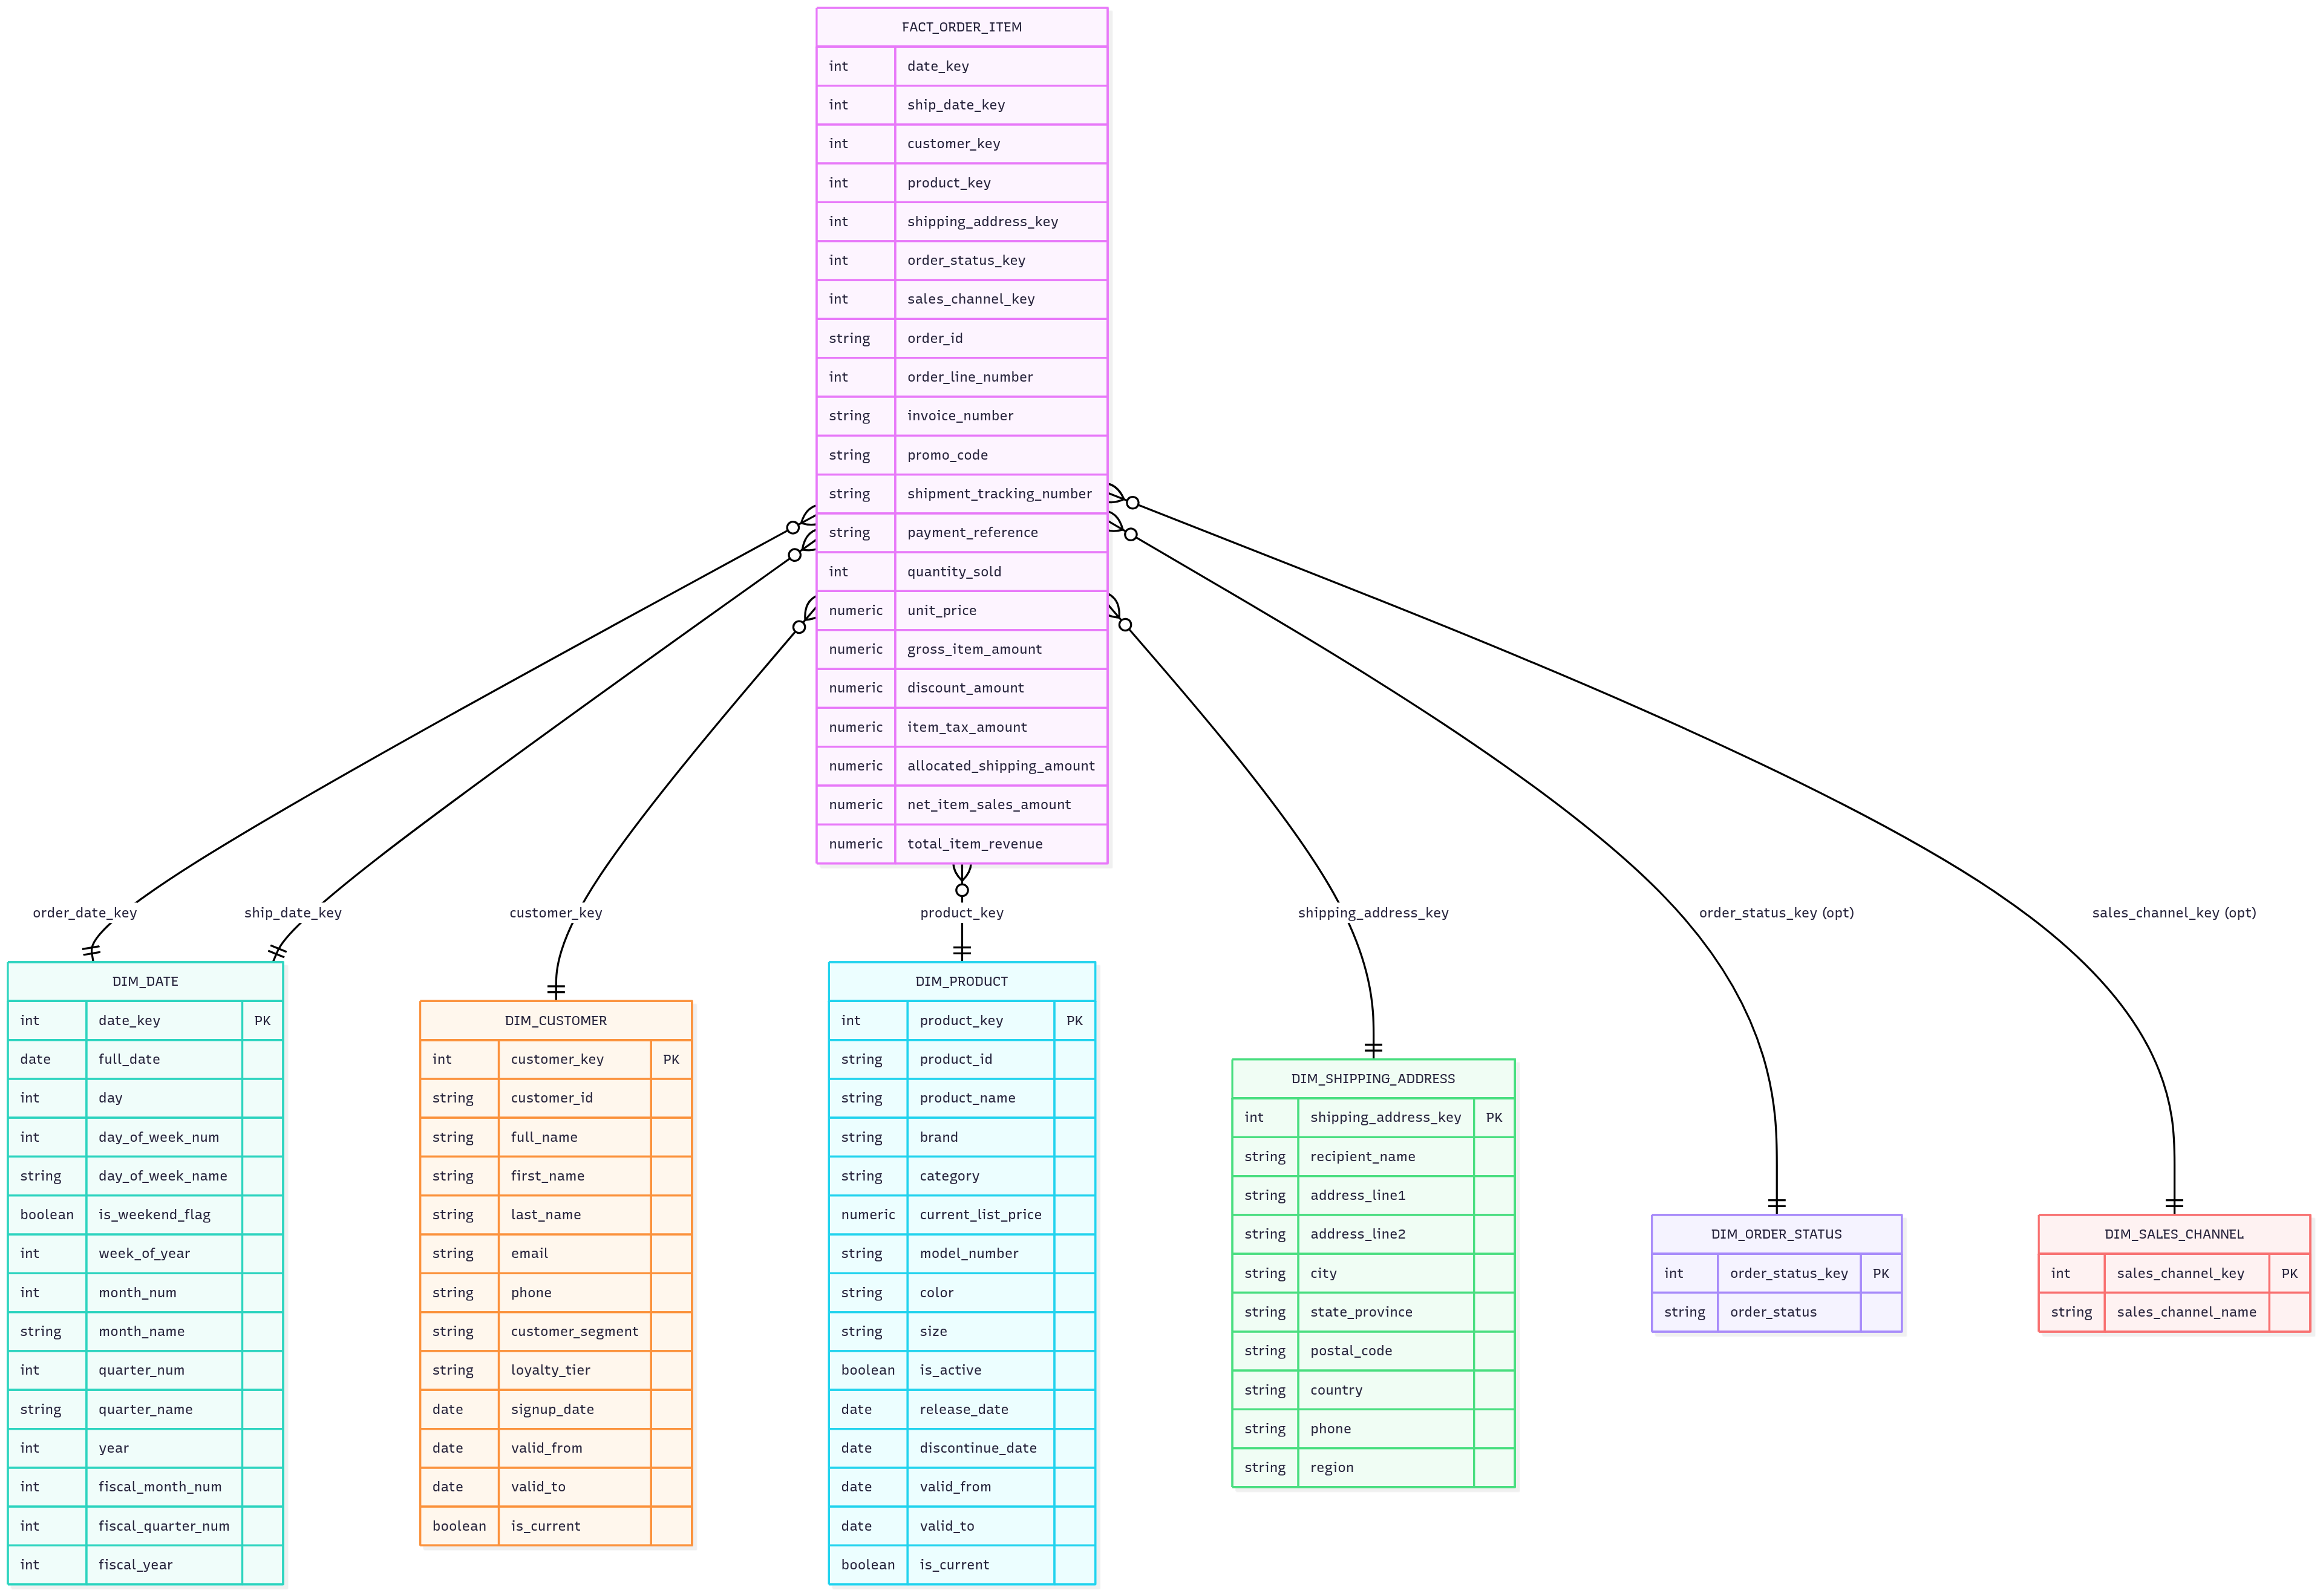 FACT_ORDER_ITEM
int date_key
int ship_date_key
int customer_key
int product_key
int shipping_address_key
int order_status_key
int sales_channel_key
string order_id
int order_line_number
string invoice_number
string promo_code
string shipment_tracking_number
string payment_reference
int quantity_sold
numeric unit_price
numeric gross_item_amount
numeric discount_amount
numeric item_tax_amount
numeric allocated_shipping_amount
numeric net_item_sales_amount
numeric total_item_revenue
order_date_key
ship_date_key
customer_key
product_key
shipping_address_key
order_status_key (opt)
sales_channel_key (opt)
DIM_DATE
int date_key PK
date full_date
int day
int day_of_week_num
string day_of_week_name
boolean is_weekend_flag
int week_of_year
int month_num
string month_name
int quarter_num
string quarter_name
int year
int fiscal_month_num
int fiscal_quarter_num
int fiscal_year
DIM_CUSTOMER
int customer_key PK
string customer_id
string full_name
string first_name
string last_name
string email
string phone
string customer_segment
string loyalty_tier
date signup_date
date valid_from
date valid_to
boolean is_current
DIM_PRODUCT
int product_key PK
string product_id
string product_name
string brand
string category
numeric current_list_price
string model_number
string color
string size
boolean is_active
date release_date
date discontinue_date
date valid_from
date valid_to
boolean is_current
DIM_SHIPPING_ADDRESS
int shipping_address_key PK
string recipient_name
string address_line1
string address_line2
string city
string state_province
string postal_code
string country
string phone
string region
DIM_ORDER_STATUS
int order_status_key PK
string order_status
DIM_SALES_CHANNEL
int sales_channel_key PK
string sales_channel_name